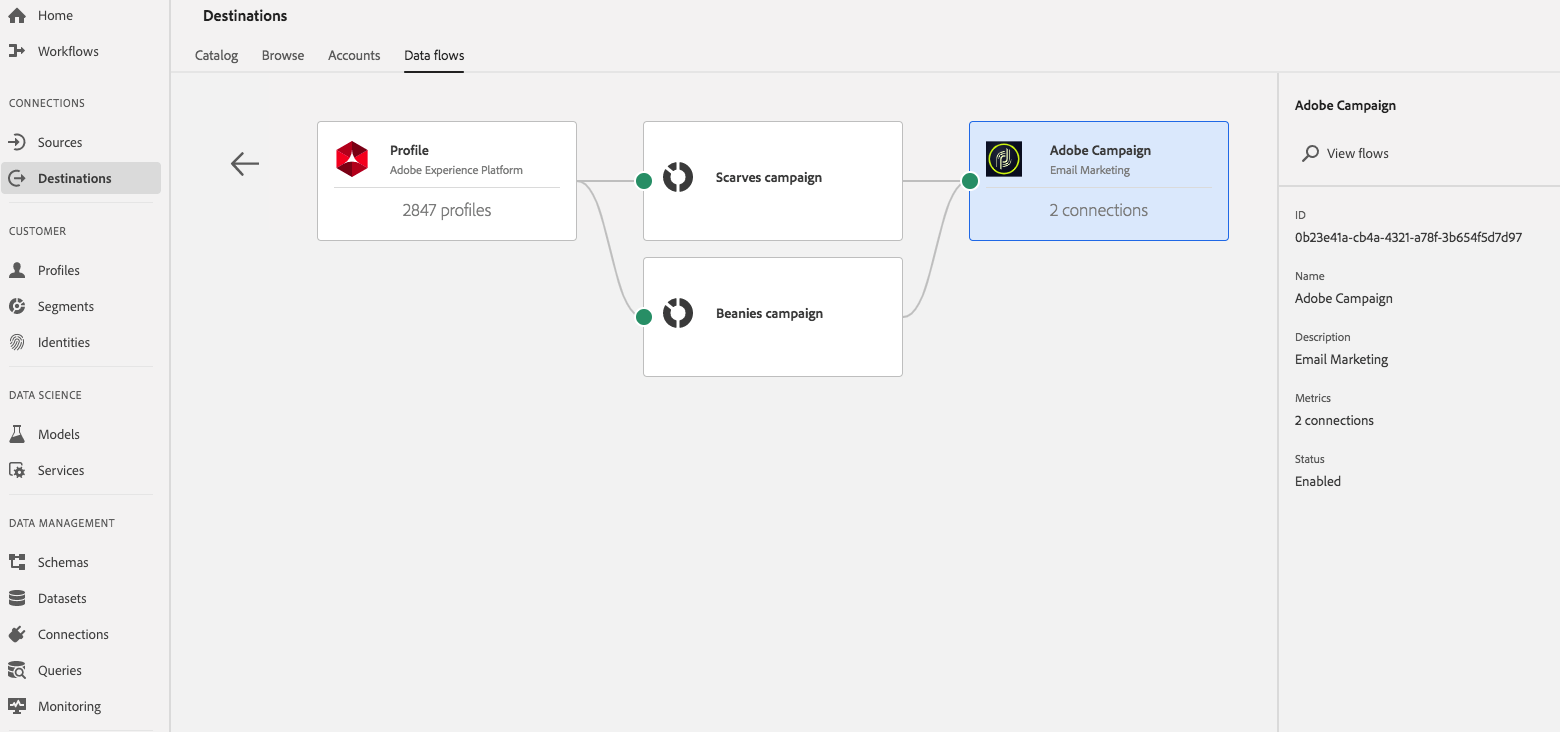 Home
Workflows
CONNECTIONS
Sources
Destinations
CUSTOMER
Profiles
Segments
Identities
DATA SCIENCE
Models
Services
DATA MANAGEMENT
Schemas
Datasets
Connections
Queries
Monitoring
Destinations
Catalog Browse Accounts Data flows
Profile
Adobe Experience Platform
2847 profiles
Scarves campaign
Beanies campaign
Adobe Campaign
Email Marketing
2 connections
Adobe Campaign
View flows
ID
0b23e41a-cb4a-4321-a78f-3b654f5d7d97
Name
Adobe Campaign
Description
Email Marketing
Metrics
2 connections
Status
Enabled